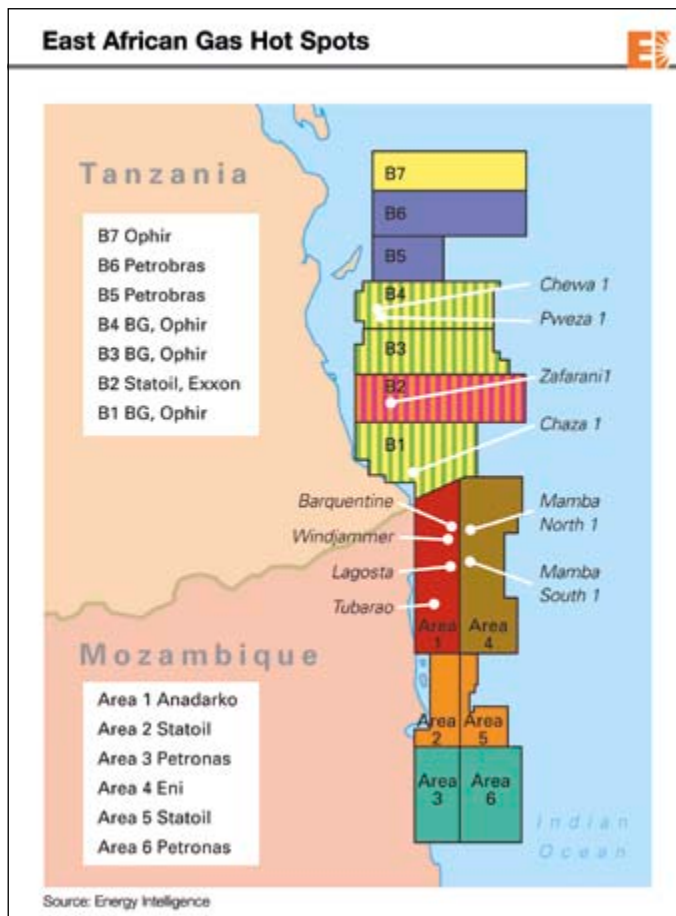 East African Gas Hot Spots
E
Tanzania
B7 Ophir
B6 Petrobras
B5 Petrobras
B4 BG, Ophir
B3 BG, Ophir
B2 Statoil, Exxon
B1 BG, Ophir
B7
B6
B5
B4
B3
B2
B1
Chewa 1
Pweza 1
Zafarani1
Chaza 1
Barquentine
Windjammer
Lagosta
Tubarao
Mamba
North 1
Mamba
South 1
Area
1
Area
4
Area
2
Area
5
Area
3
Area
6
Mozambique
Area 1 Anadarko
Area 2 Statoil
Area 3 Petronas
Area 4 Eni
Area 5 Statoil
Area 6 Petronas
Indian
Ocean
Source: Energy Intelligence